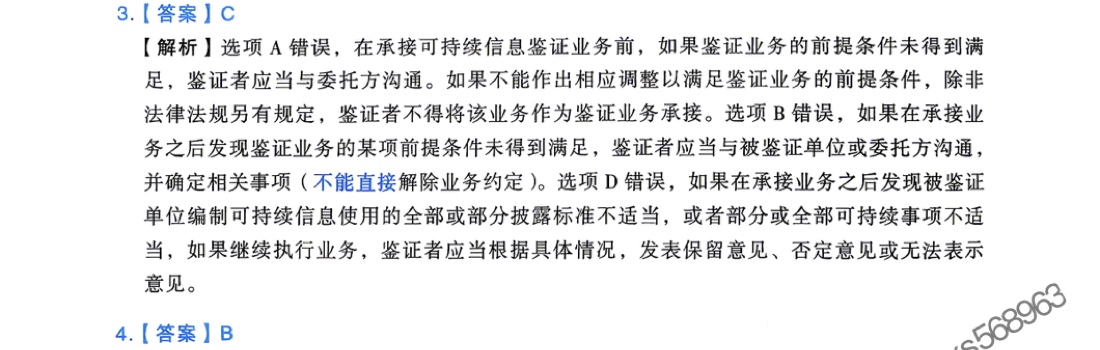 3.【答案】C
【解析】选项 A 错误，在承接可持续信息鉴证业务前，如果鉴证业务的前提条件未得到满
足，鉴证者应当与委托方沟通。如果不能作出相应调整以满足鉴证业务的前提条件，除非
法律法规另有规定，鉴证者不得将该业务作为鉴证业务承接。选项 B 错误，如果在承接业
务之后发现鉴证业务的某项前提条件未得到满足，鉴证者应当与被鉴证单位或委托方沟通，
并确定相关事项（不能直接解除业务约定）。选项 D 错误，如果在承接业务之后发现被鉴证
单位编制可持续信息使用的全部或部分披露标准不适当，或者部分或全部可持续事项不适
当，如果继续执行业务，鉴证者应当根据具体情况，发表保留意见、否定意见或无法表示
意见。
4.【答案】B
s568963